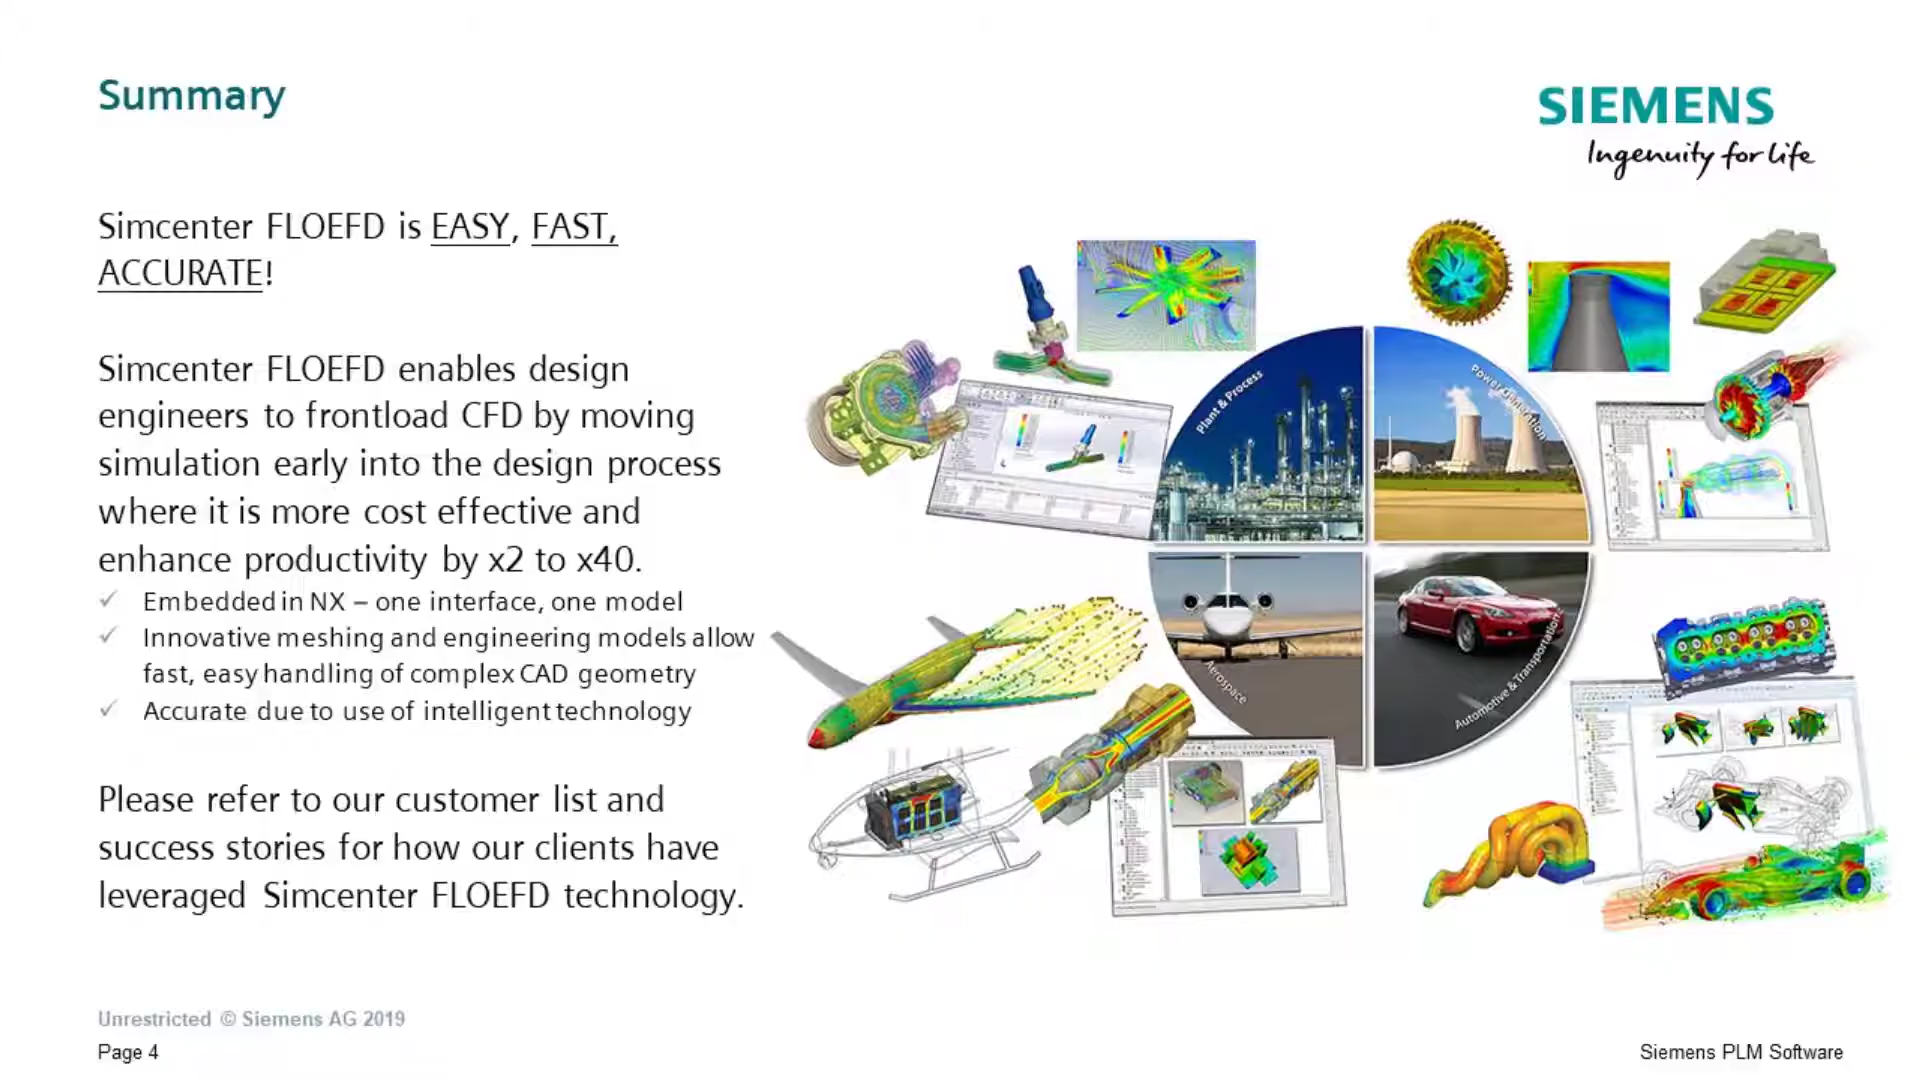 Summary
SIEMENS
Ingenuity for life
Simcenter FLOEFD is EASY, FAST,
ACCURATE!
Simcenter FLOEFD enables design
engineers to frontload CFD by moving
simulation early into the design process
where it is more cost effective and
enhance productivity by x2 to x40.
✓ Embedded in NX – one interface, one model
✓ Innovative meshing and engineering models allow
fast, easy handling of complex CAD geometry
✓ Accurate due to use of intelligent technology
Please refer to our customer list and
success stories for how our clients have
leveraged Simcenter FLOEFD technology.
Plant & Process
Power Generation
Aerospace
Automotive & Transportation
Unrestricted © Siemens AG 2019
Page 4
Siemens PLM Software